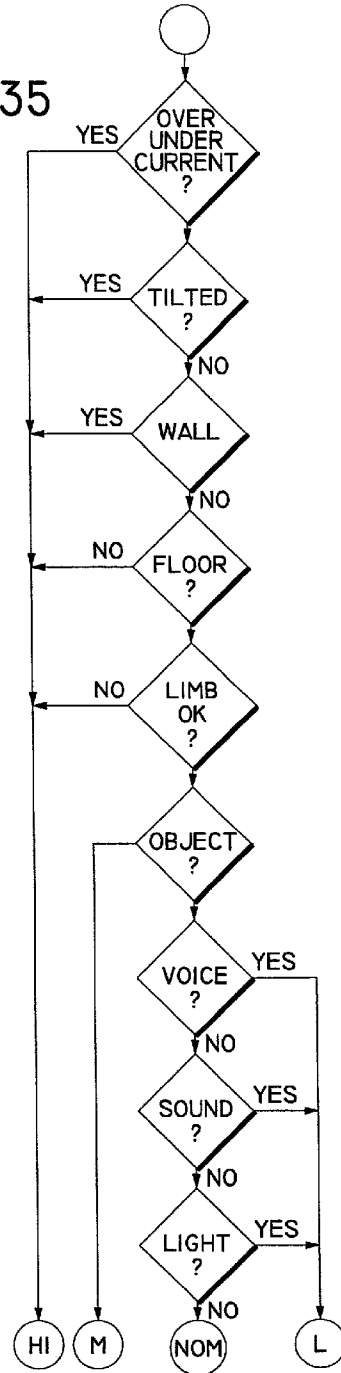 35
OVER
UNDER
CURRENT
?
YES
TILTED
?
YES
NO
WALL
YES
NO
FLOOR
?
NO
LIMB
OK
?
NO
OBJECT
?
VOICE
?
YES
NO
SOUND
?
YES
NO
LIGHT
?
YES
NO
HI
M
NOM
L